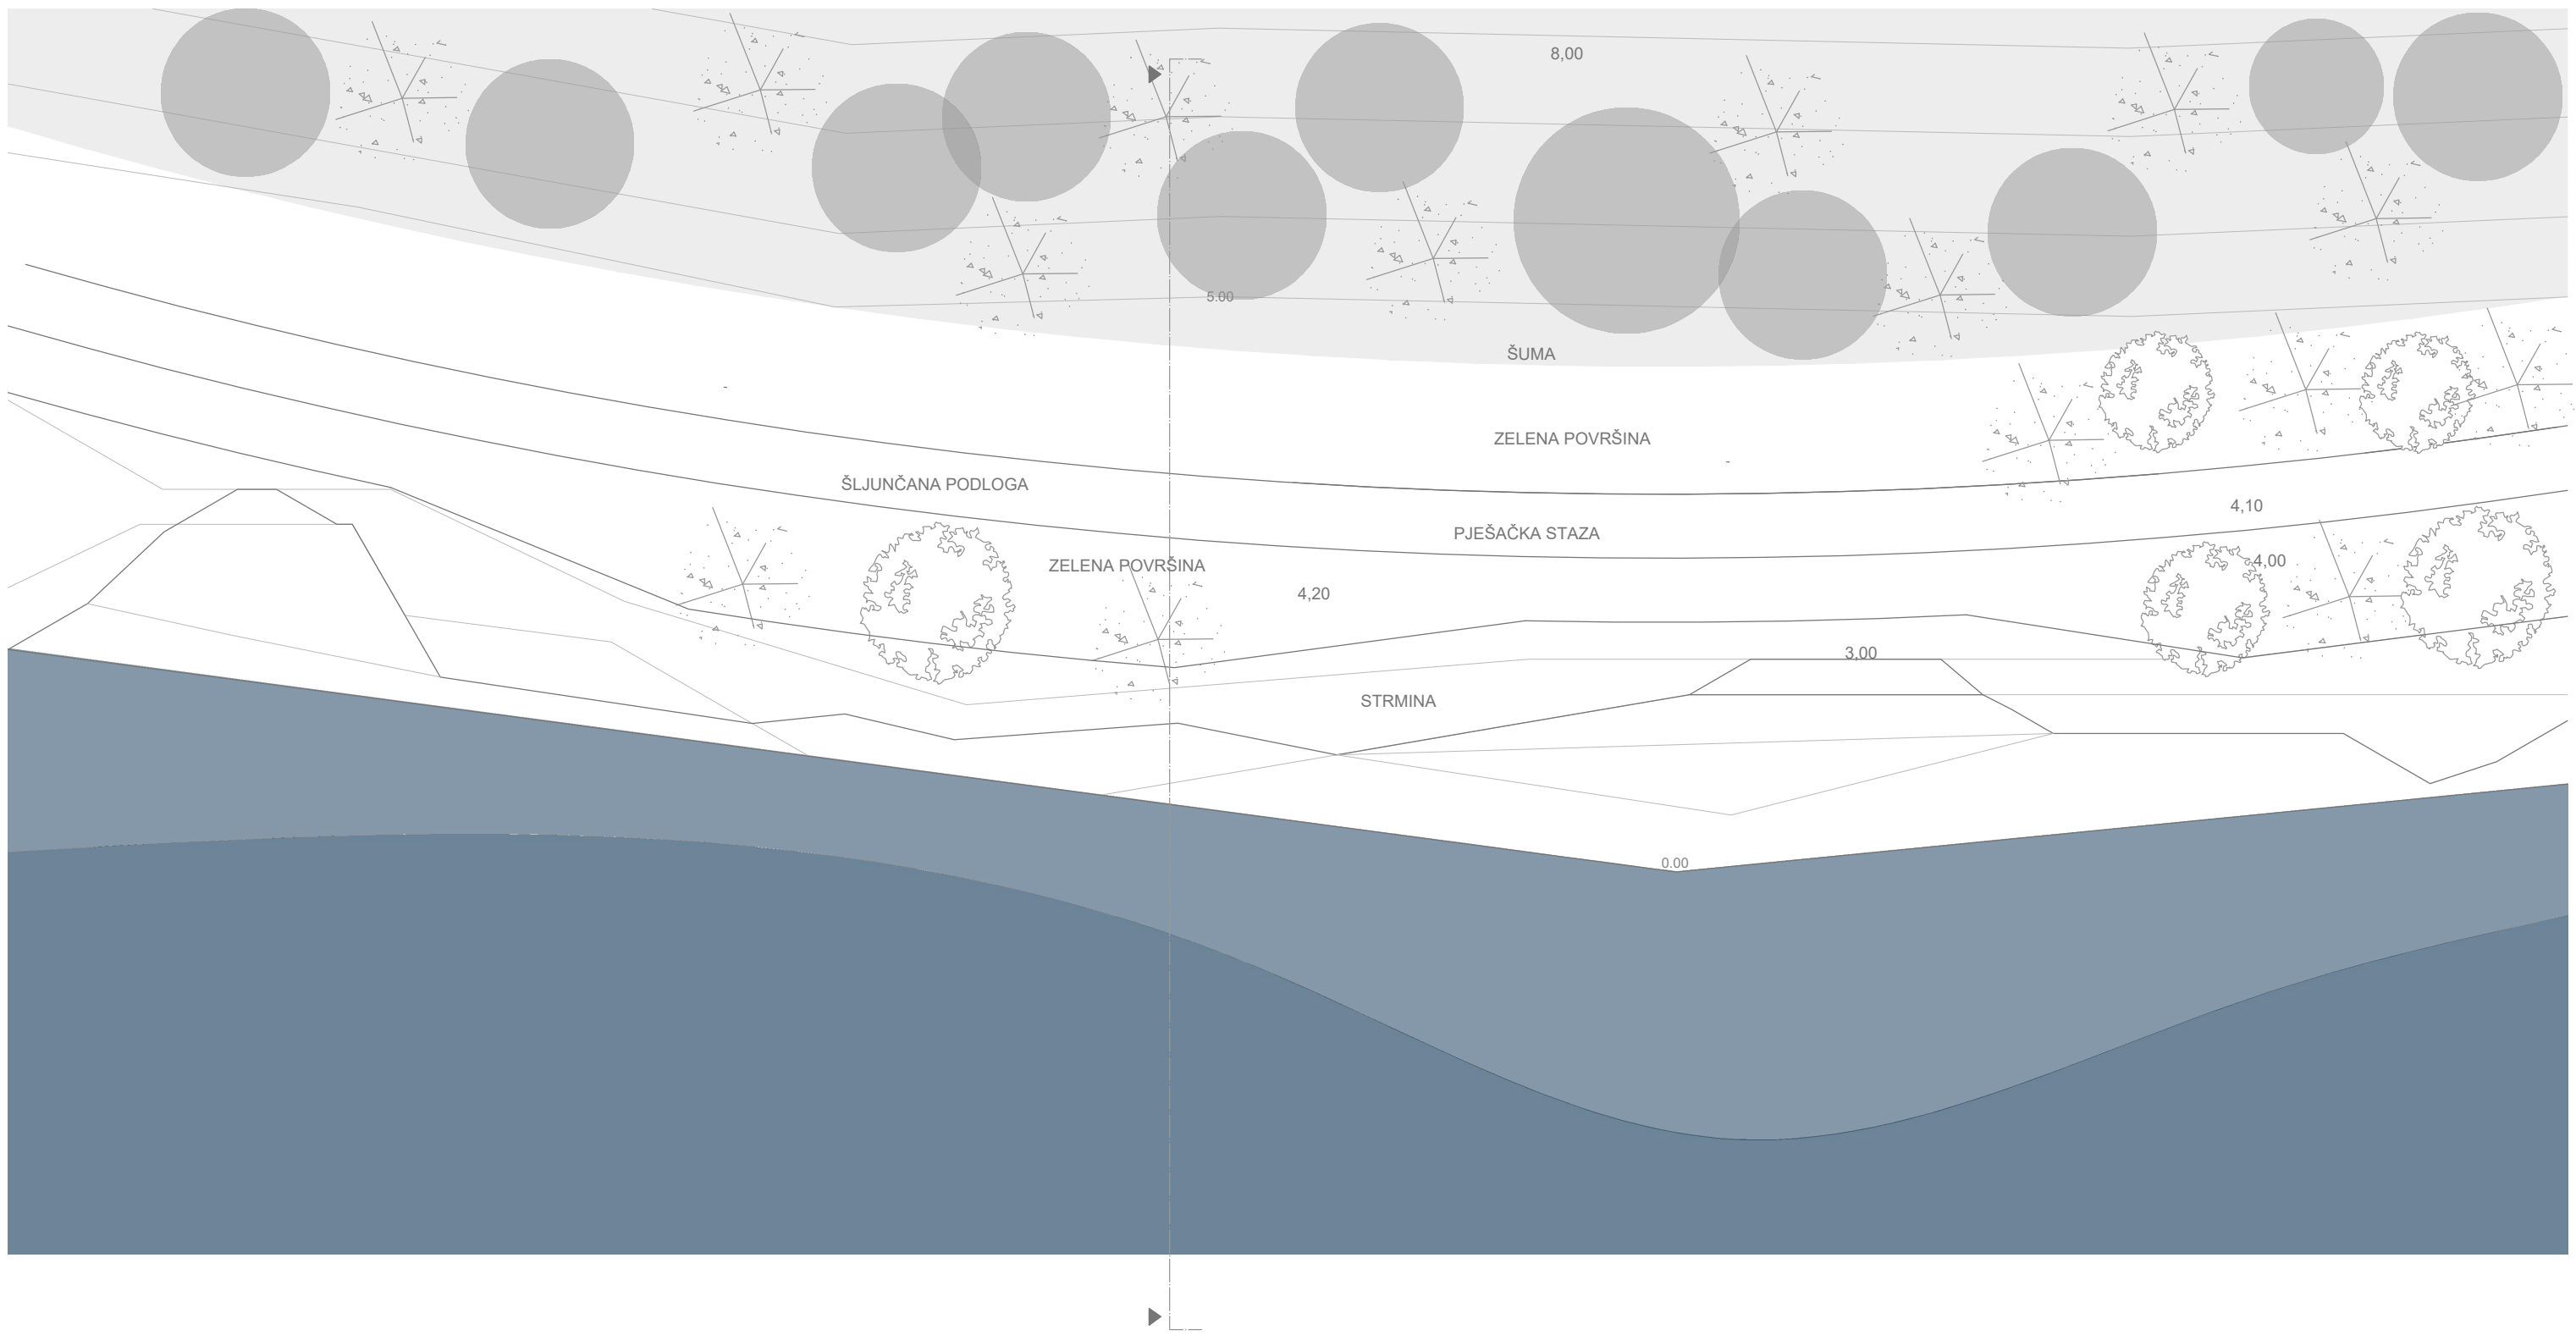 8,00
5.00
ŠUMA
ZELENA POVRŠINA
ŠLJUNČANA PODLOGA
4,10
PJEŠAČKA STAZA
ZELENA POVRŠINA
4,00
4,20
3,00
STRMINA
0.00